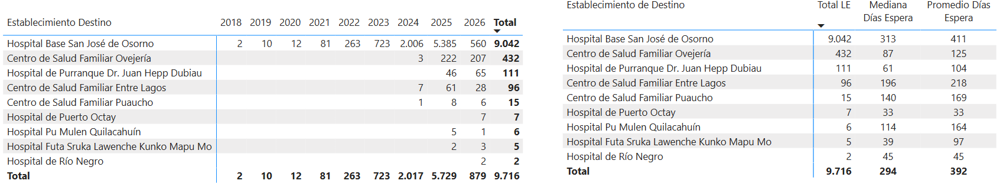 Establecimiento Destino 2018 2019 2020 2021 2022 2023 2024 2025 2026 Total
Hospital Base San José de Osorno 2 10 12 81 263 723 2.006 5.385 560 9.042
Centro de Salud Familiar Ovejería 3 222 207 432
Hospital de Purranque Dr. Juan Hepp Dubiau 46 65 111
Centro de Salud Familiar Entre Lagos 7 61 28 96
Centro de Salud Familiar Puaucho 1 8 6 15
Hospital de Puerto Octay 7 7
Hospital Pu Mulen Quilacahuín 5 1 6
Hospital Futa Sruka Lawenche Kunko Mapu Mo 2 3 5
Hospital de Río Negro 2 2
Total 2 10 12 81 263 723 2.017 5.729 879 9.716
Establecimiento de Destino Total LE Mediana Promedio Días
Días Espera Espera
Hospital Base San José de Osorno 9.042 313 411
Centro de Salud Familiar Ovejería 432 87 125
Hospital de Purranque Dr. Juan Hepp Dubiau 111 61 104
Centro de Salud Familiar Entre Lagos 96 196 218
Centro de Salud Familiar Puaucho 15 140 169
Hospital de Puerto Octay 7 33 33
Hospital Pu Mulen Quilacahuín 6 114 164
Hospital Futa Sruka Lawenche Kunko Mapu Mo 5 39 97
Hospital de Río Negro 2 45 45
Total 9.716 294 392